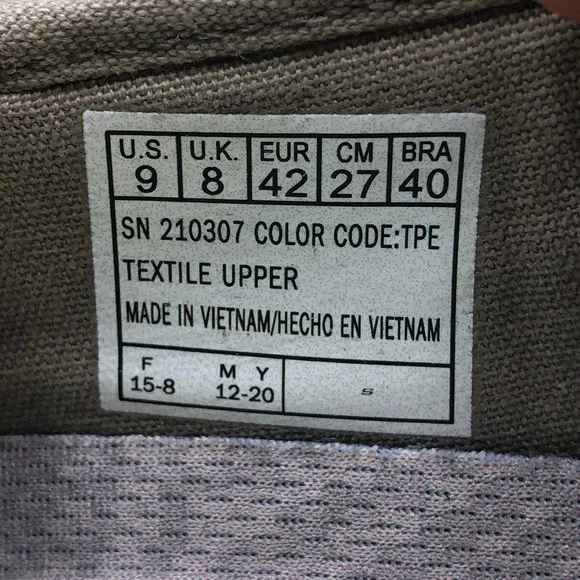 U.S. U.K. EUR CM BRA
9 8 42 27 40
SN 210307 COLOR CODE:TPE
TEXTILE UPPER
MADE IN VIETNAM/HECHO EN VIETNAM
F M Y
15-8 12-20 5